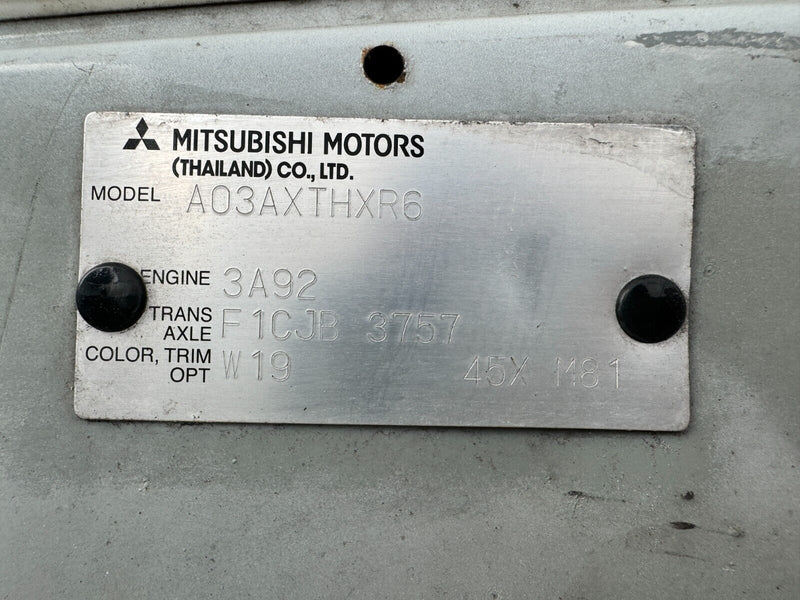 MITSUBISHI MOTORS
(THAILAND) CO., LTD.
MODEL A03AXTHXR6
ENGINE 3A92
TRANS AXLE F1CJB 3757
COLOR, TRIM OPT W19 45X M81